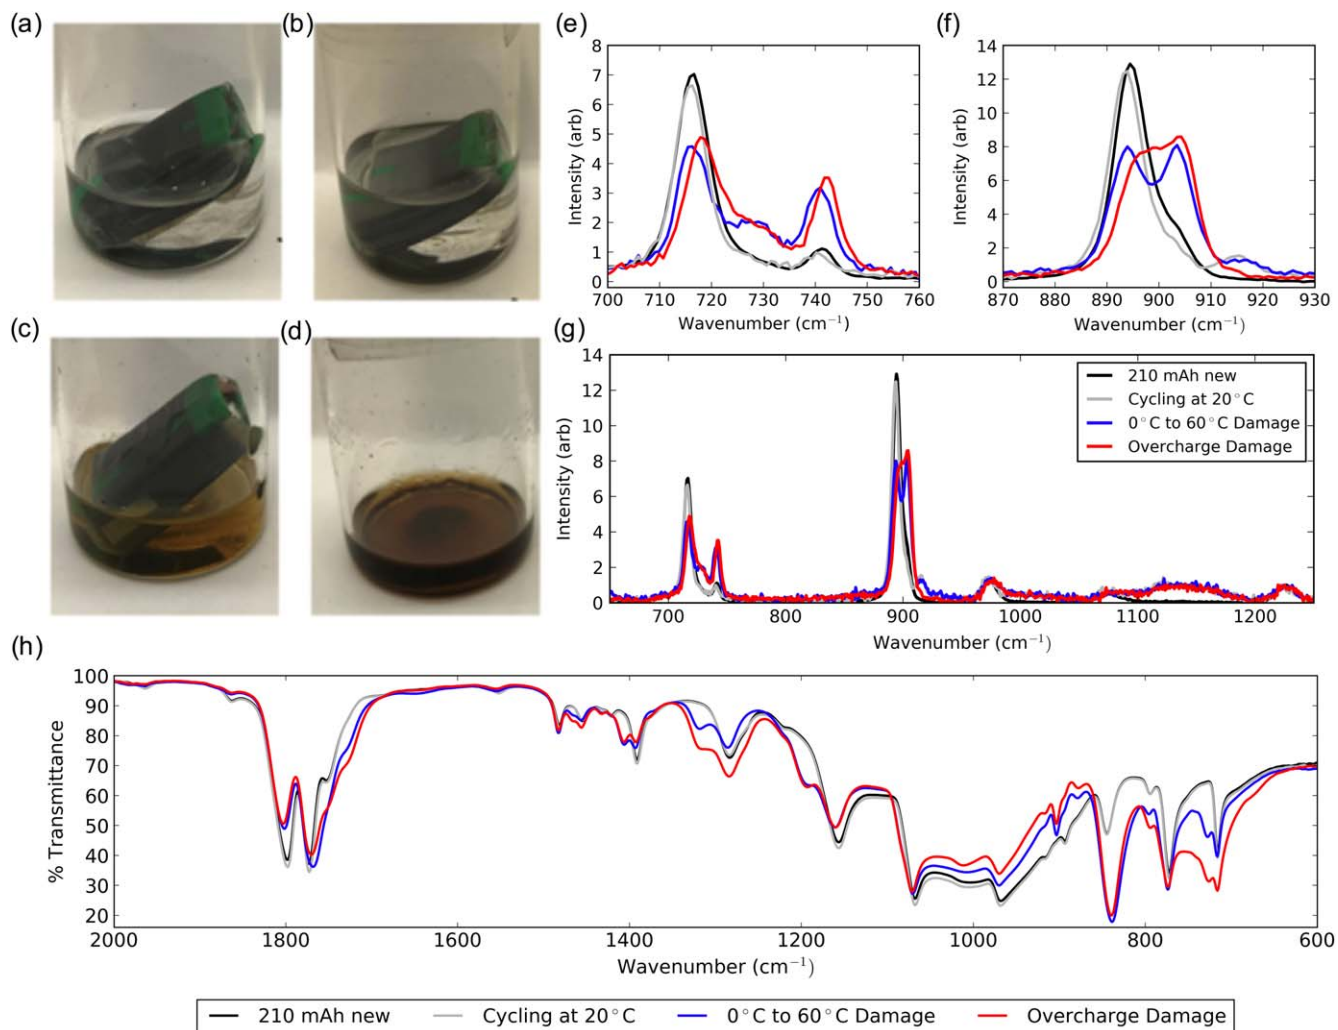 (a)
(b)
(c)
(d)
(e)
8
7
6
5
4
3
2
1
0
Intensity (arb)
700 710 720 730 740 750 760
Wavenumber (cm⁻¹)
(f)
14
12
10
8
6
4
2
0
Intensity (arb)
870 880 890 900 910 920 930
Wavenumber (cm⁻¹)
(g)
14
12
10
8
6
4
2
0
Intensity (arb)
700 800 900 1000 1100 1200
Wavenumber (cm⁻¹)
210 mAh new
Cycling at 20°C
0°C to 60°C Damage
Overcharge Damage
(h)
100
90
80
70
60
50
40
30
20
% Transmittance
2000 1800 1600 1400 1200 1000 800 600
Wavenumber (cm⁻¹)
210 mAh new Cycling at 20°C 0°C to 60°C Damage Overcharge Damage